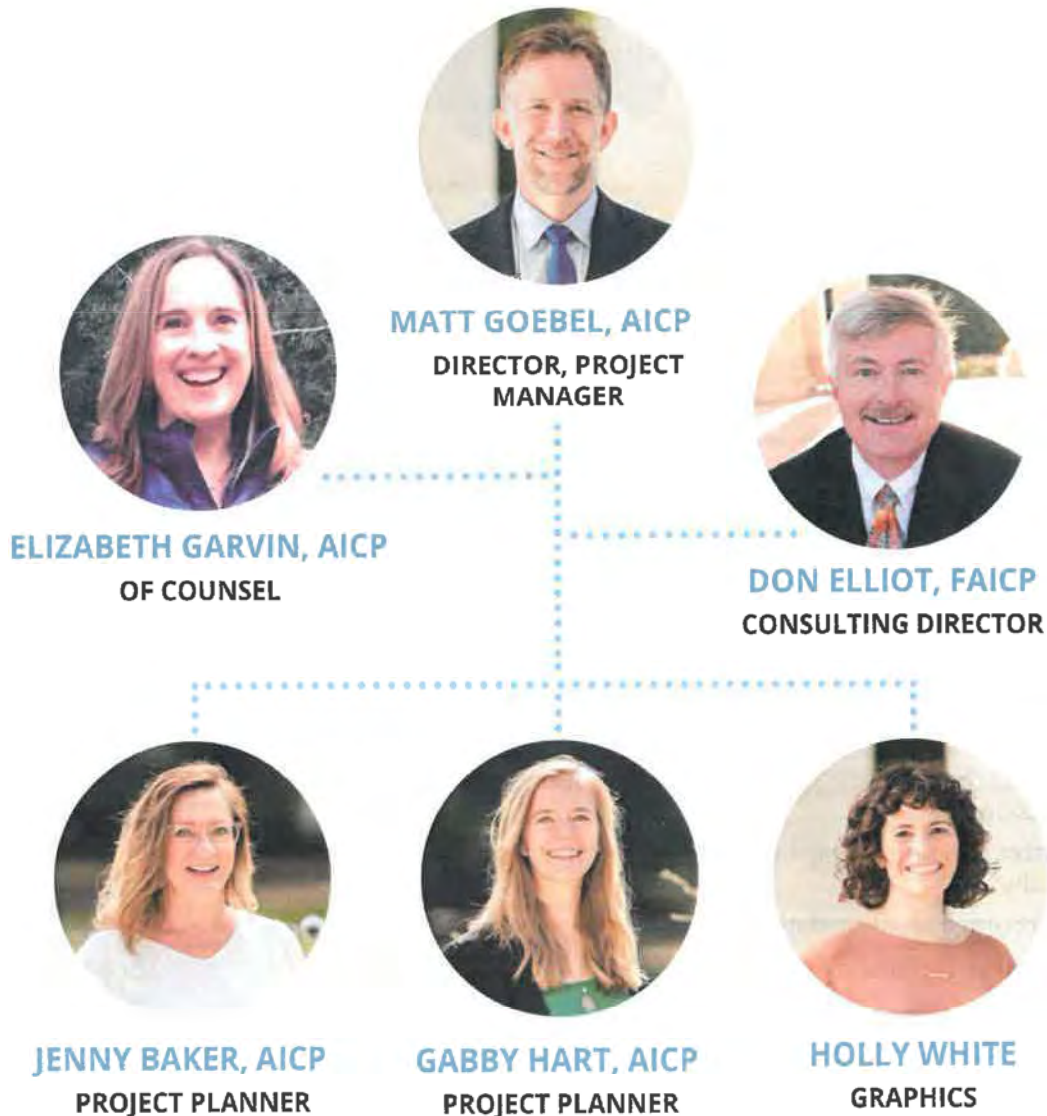 MATT GOEBEL, AICP
DIRECTOR, PROJECT
MANAGER
ELIZABETH GARVIN, AICP
OF COUNSEL
DON ELLIOT, FAICP
CONSULTING DIRECTOR
JENNY BAKER, AICP
PROJECT PLANNER
GABBY HART, AICP
PROJECT PLANNER
HOLLY WHITE
GRAPHICS